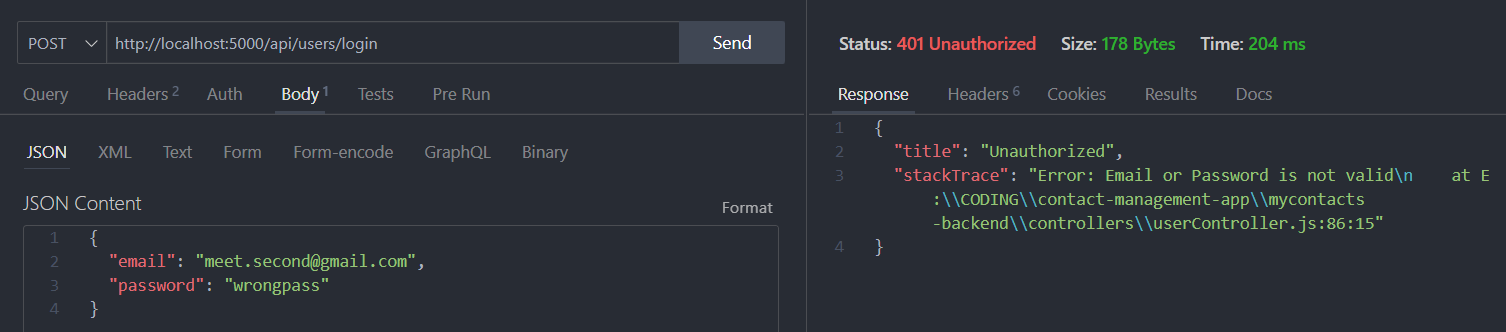 POST http://localhost:5000/api/users/login Send
Query Headers 2 Auth Body 1 Tests Pre Run
JSON XML Text Form Form-encode GraphQL Binary
JSON Content Format
1 {
2 "email": "meet.second@gmail.com",
3 "password": "wrongpass"
4 }
Status: 401 Unauthorized Size: 178 Bytes Time: 204 ms
Response Headers 6 Cookies Results Docs
1 {
2 "title": "Unauthorized",
3 "stackTrace": "Error: Email or Password is not valid\n    at E
:\\CODING\\contact-management-app\\mycontacts
-backend\\controllers\\userController.js:86:15"
4 }